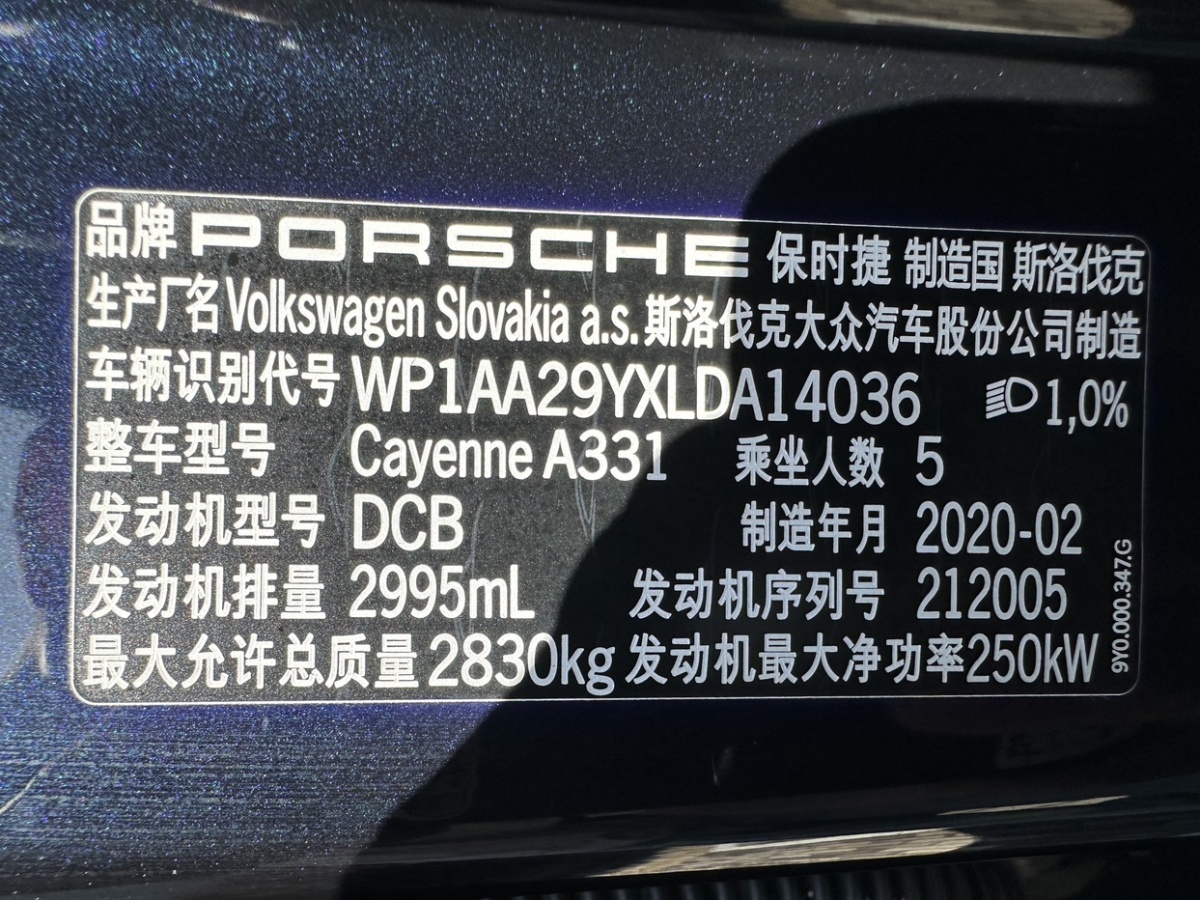 品牌 PORSCHE 保时捷 制造国 斯洛伐克
生产厂名 Volkswagen Slovakia a.s. 斯洛伐克大众汽车股份公司制造
车辆识别代号 WP1AA29YXLDA14036 1,0%
整车型号 Cayenne A331 乘坐人数 5
发动机型号 DCB 制造年月 2020-02
发动机排量 2995mL 发动机序列号 212005
最大允许总质量 2830kg 发动机最大净功率 250kW
9Y0.000.347.G